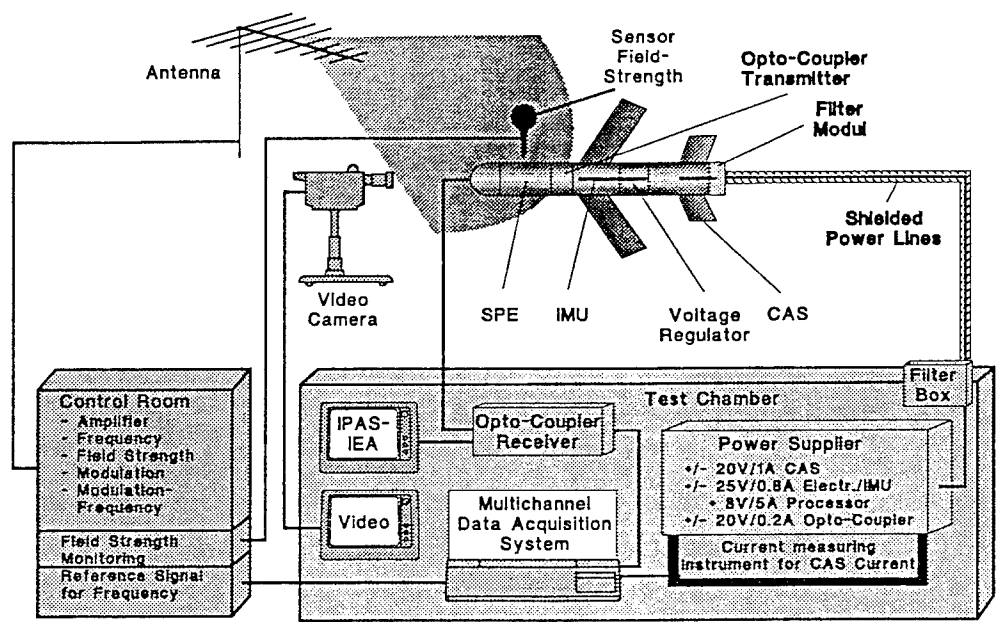 Antenna
Sensor
Field-
Strength
Opto-Coupler
Transmitter
Filter
Modul
Shielded
Power Lines
Video
Camera
SPE
IMU
Voltage
Regulator
CAS
Filter
Box
Control Room
- Amplifier
- Frequency
- Field Strength
- Modulation
- Modulation-
Frequency
Field Strength
Monitoring
Reference Signal
for Frequency
Test Chamber
IPAS-
IEA
Opto-Coupler
Receiver
Video
Multichannel
Data Acquisition
System
Power Supplier
+/- 20V/1A CAS
+/- 25V/0.8A Electr./IMU
+ 8V/5A Processor
+/- 20V/0.2A Opto-Coupler
Current measuring
Instrument for CAS Current